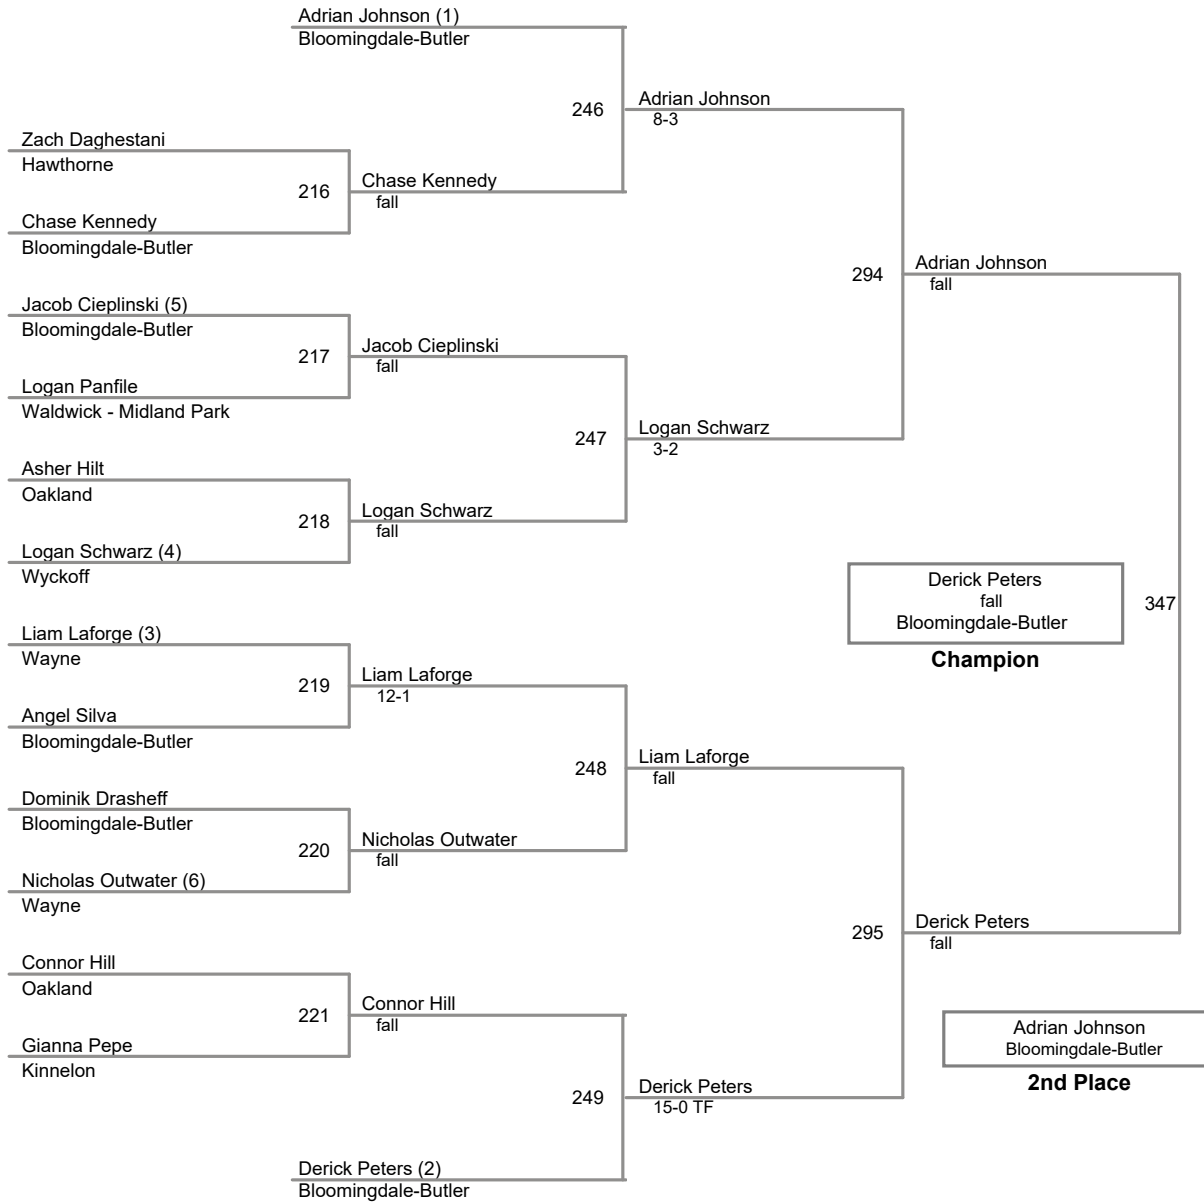 Adrian Johnson (1)
Bloomingdale-Butler
246
Adrian Johnson
8-3
Zach Daghestani
Hawthorne
216
Chase Kennedy
fall
Chase Kennedy
Bloomingdale-Butler
294
Adrian Johnson
fall
Jacob Cieplinski (5)
Bloomingdale-Butler
217
Jacob Cieplinski
fall
Logan Panfile
Waldwick - Midland Park
247
Logan Schwarz
3-2
Asher Hilt
Oakland
218
Logan Schwarz
fall
Logan Schwarz (4)
Wyckoff
Derick Peters
fall
Bloomingdale-Butler
347
Champion
Liam Laforge (3)
Wayne
219
Liam Laforge
12-1
Angel Silva
Bloomingdale-Butler
248
Liam Laforge
fall
Dominik Drasheff
Bloomingdale-Butler
220
Nicholas Outwater
fall
Nicholas Outwater (6)
Wayne
295
Derick Peters
fall
Connor Hill
Oakland
221
Connor Hill
fall
Gianna Pepe
Kinnelon
Adrian Johnson
Bloomingdale-Butler
2nd Place
249
Derick Peters
15-0 TF
Derick Peters (2)
Bloomingdale-Butler